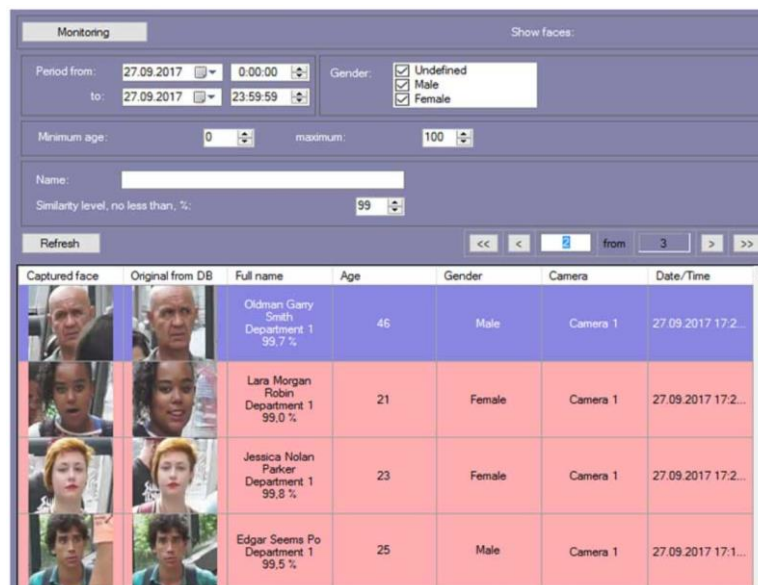 Monitoring
Show faces:
Period from: 27.09.2017 0:00:00
to: 27.09.2017 23:59:59
Gender:
Undefined
Male
Female
Minimum age: 0 maximum: 100
Name:
Similarity level, no less than, %: 99
Refresh << < 2 from 3 > >>
Captured face Original from DB Full name Age Gender Camera Date/Time
Oldman Garry
Smith
Department 1
99,7 %
46 Male Camera 1 27.09.2017 17:2...
Lara Morgan
Robin
Department 1
99,0 %
21 Female Camera 1 27.09.2017 17:2...
Jessica Nolan
Parker
Department 1
99,8 %
23 Female Camera 1 27.09.2017 17:2...
Edgar Seems Po
Department 1
99,5 %
25 Male Camera 1 27.09.2017 17:1...